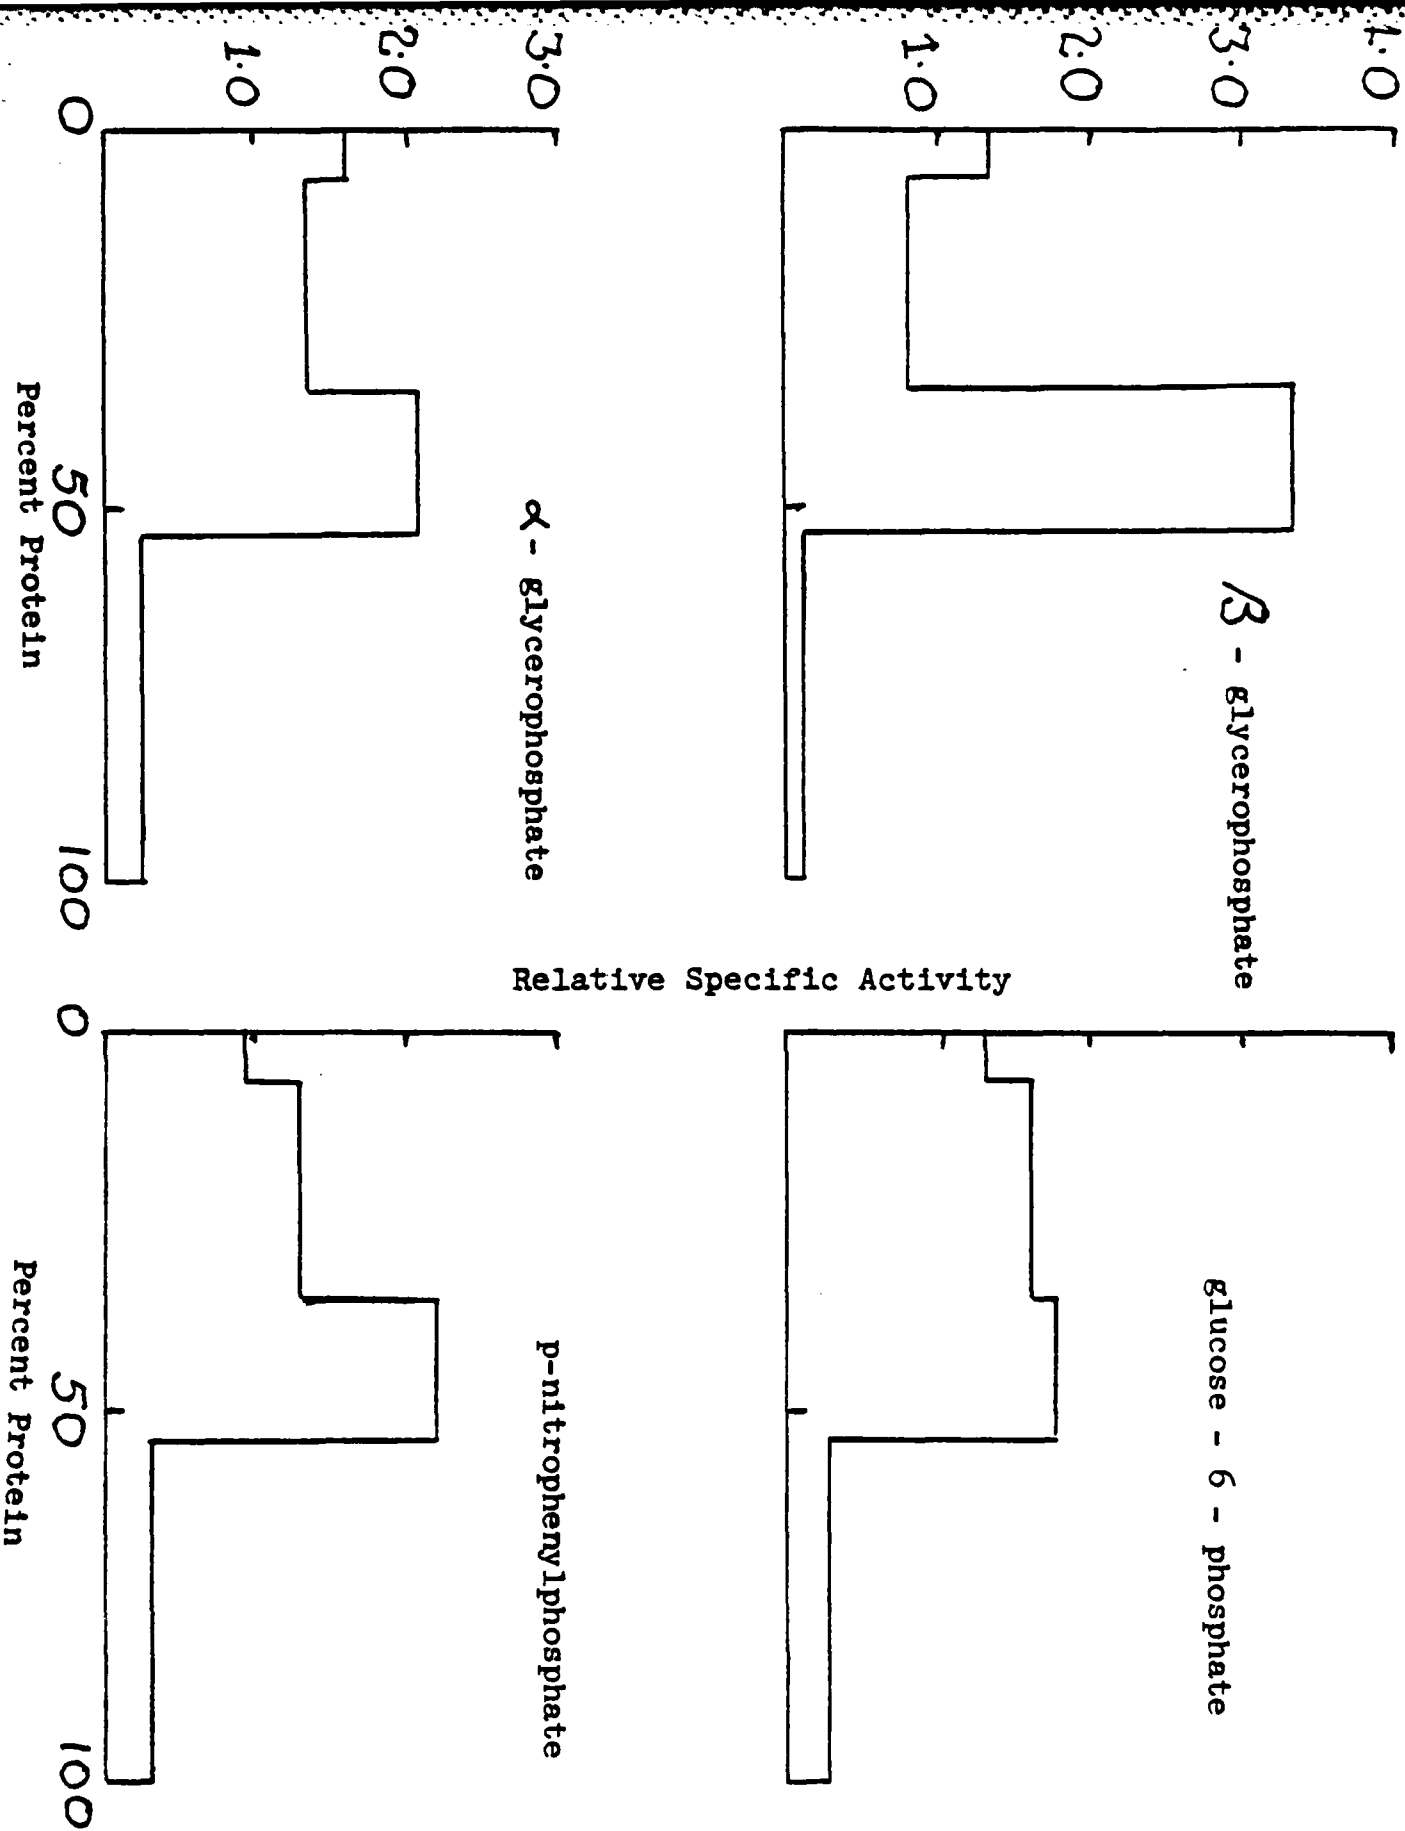 4.0
3.0
2.0
1.0
β - glycerophosphate
glucose - 6 - phosphate
Relative Specific Activity
3.0
2.0
1.0
α - glycerophosphate
p-nitrophenylphosphate
0
50
100
0
50
100
Percent Protein
Percent Protein